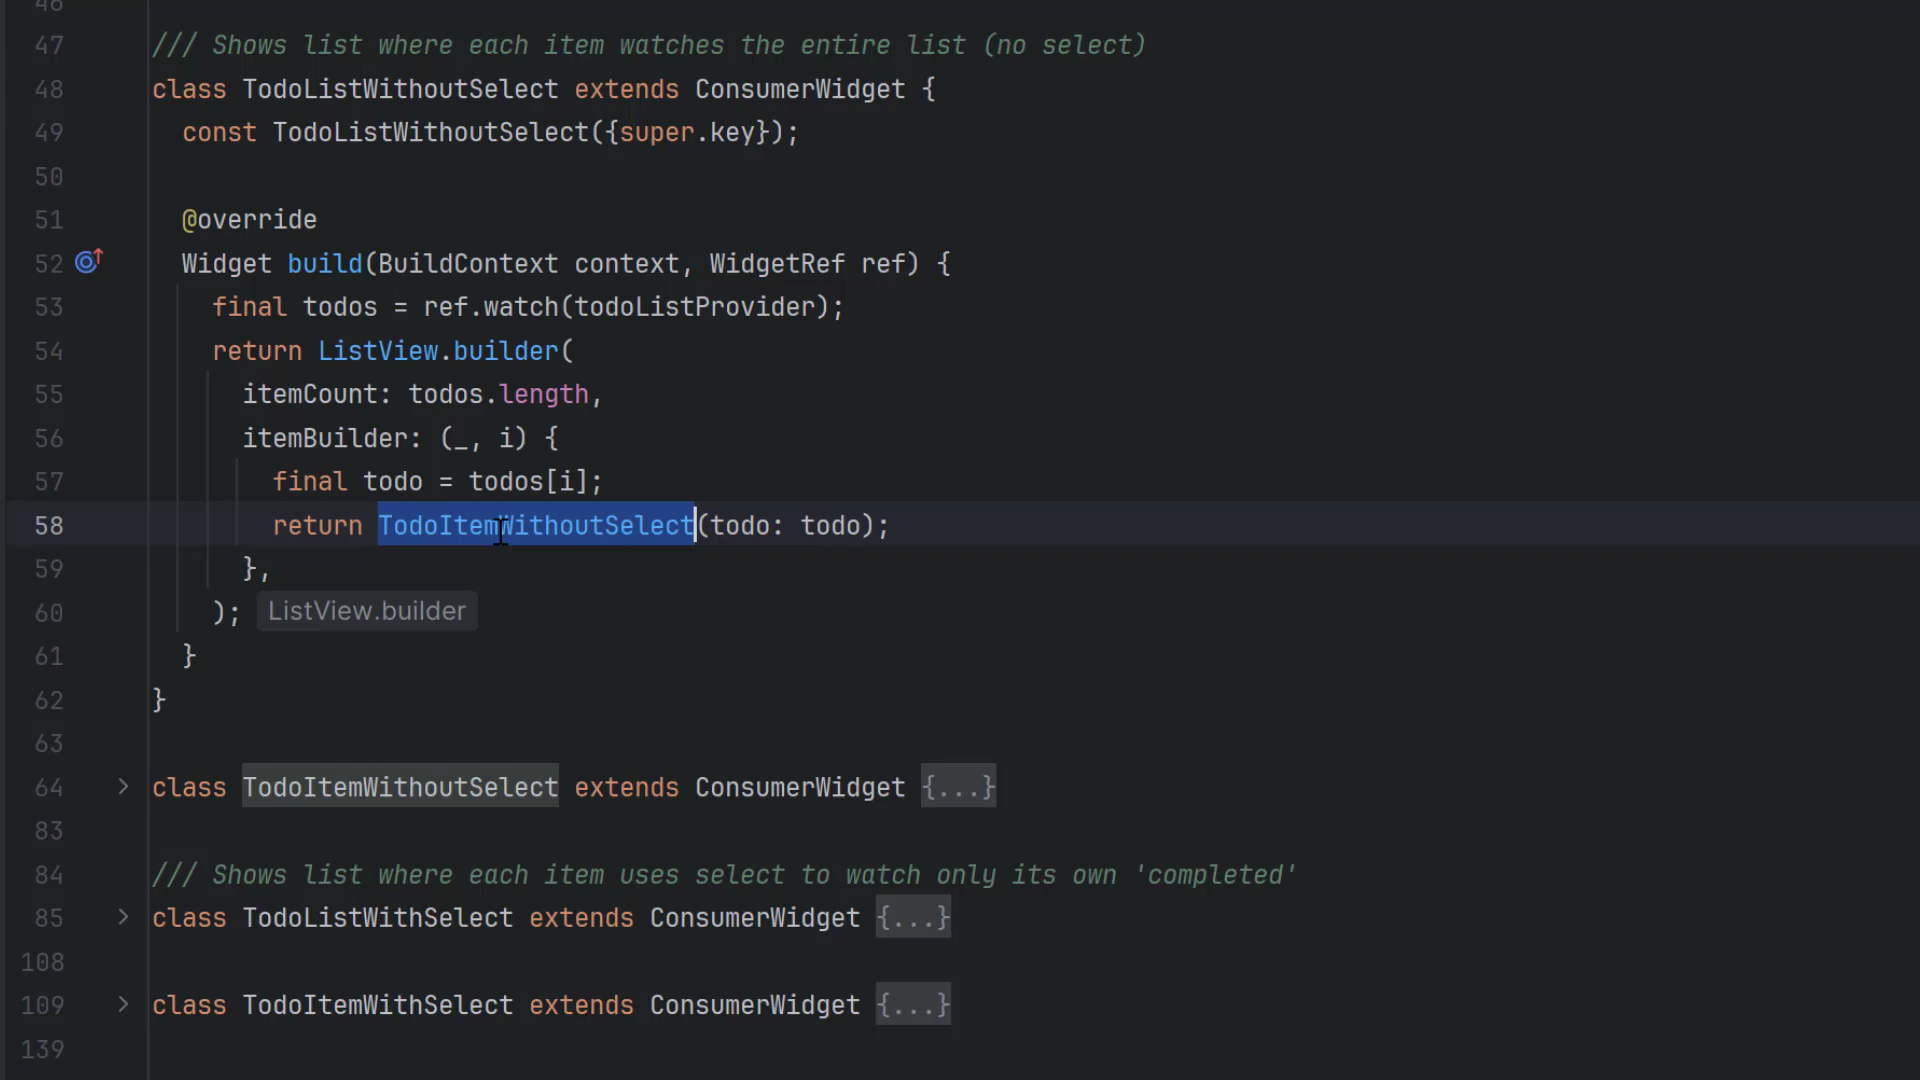 46
47 /// Shows list where each item watches the entire list (no select)
48 class TodoListWithoutSelect extends ConsumerWidget {
49 const TodoListWithoutSelect({super.key});
50
51 @override
52 Widget build(BuildContext context, WidgetRef ref) {
53 final todos = ref.watch(todoListProvider);
54 return ListView.builder(
55 itemCount: todos.length,
56 itemBuilder: (_, i) {
57 final todo = todos[i];
58 return TodoItemWithoutSelect(todo: todo);
59 },
60 ); ListView.builder
61 }
62 }
63
64 class TodoItemWithoutSelect extends ConsumerWidget {...}
83
84 /// Shows list where each item uses select to watch only its own 'completed'
85 class TodoListWithSelect extends ConsumerWidget {...}
108
109 class TodoItemWithSelect extends ConsumerWidget {...}
139